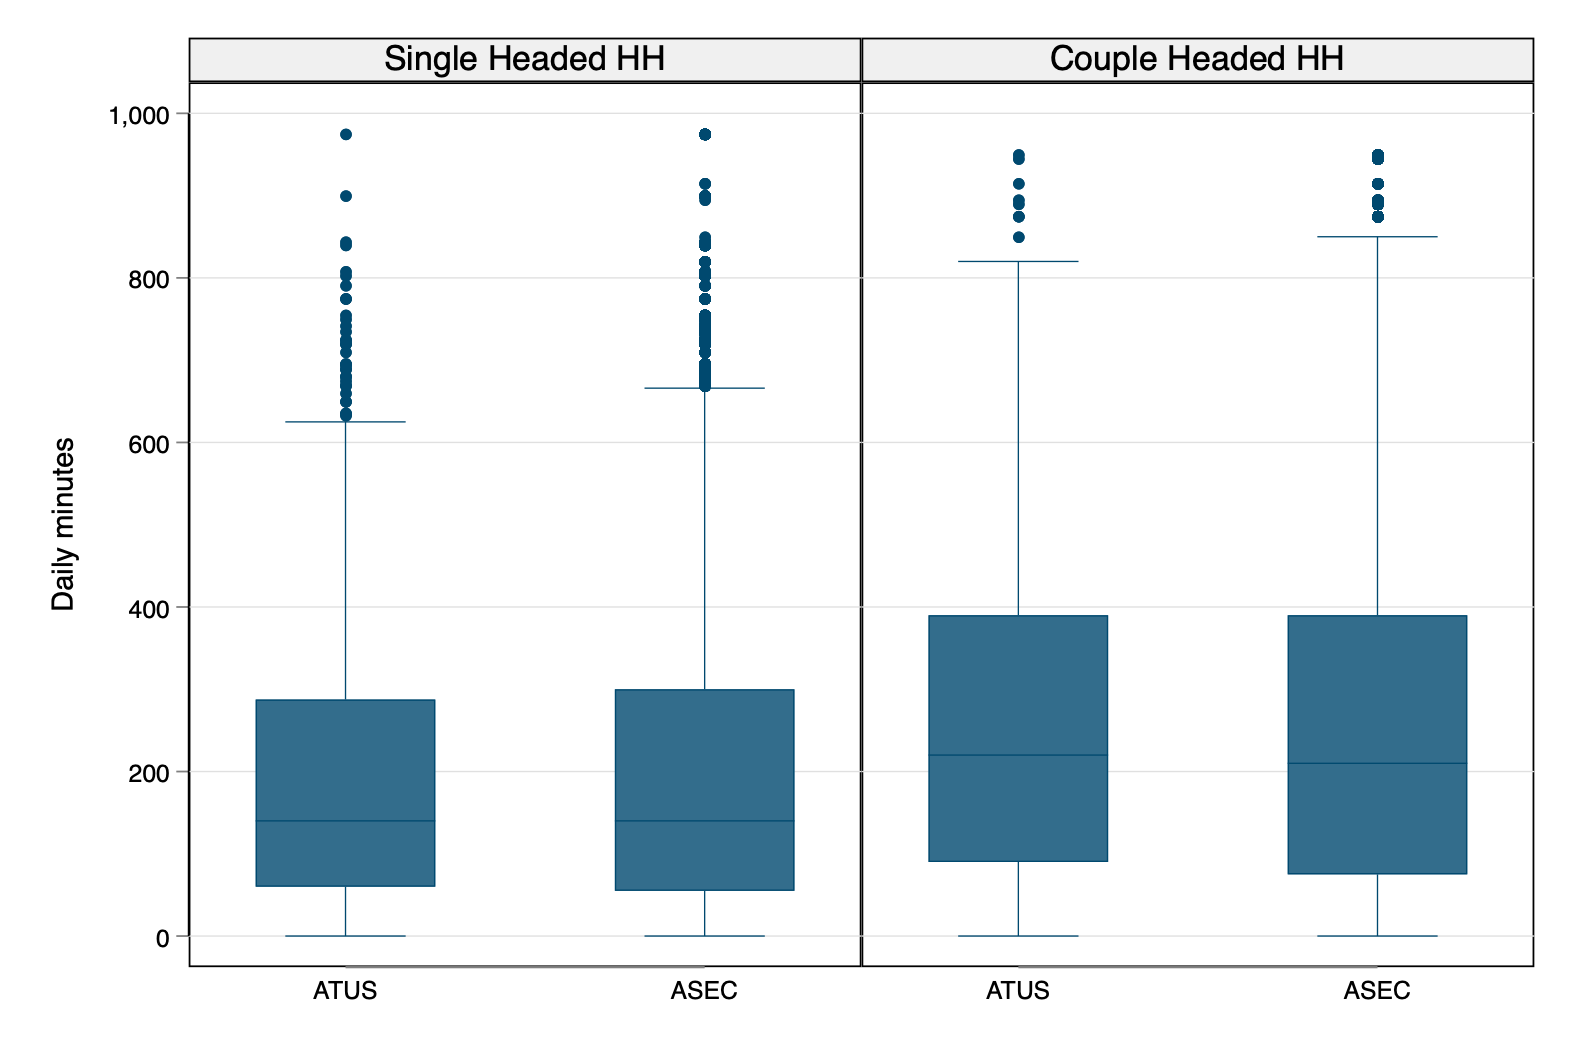 Single Headed HH
Couple Headed HH
Daily minutes
1,000
800
600
400
200
0
ATUS
ASEC
ATUS
ASEC